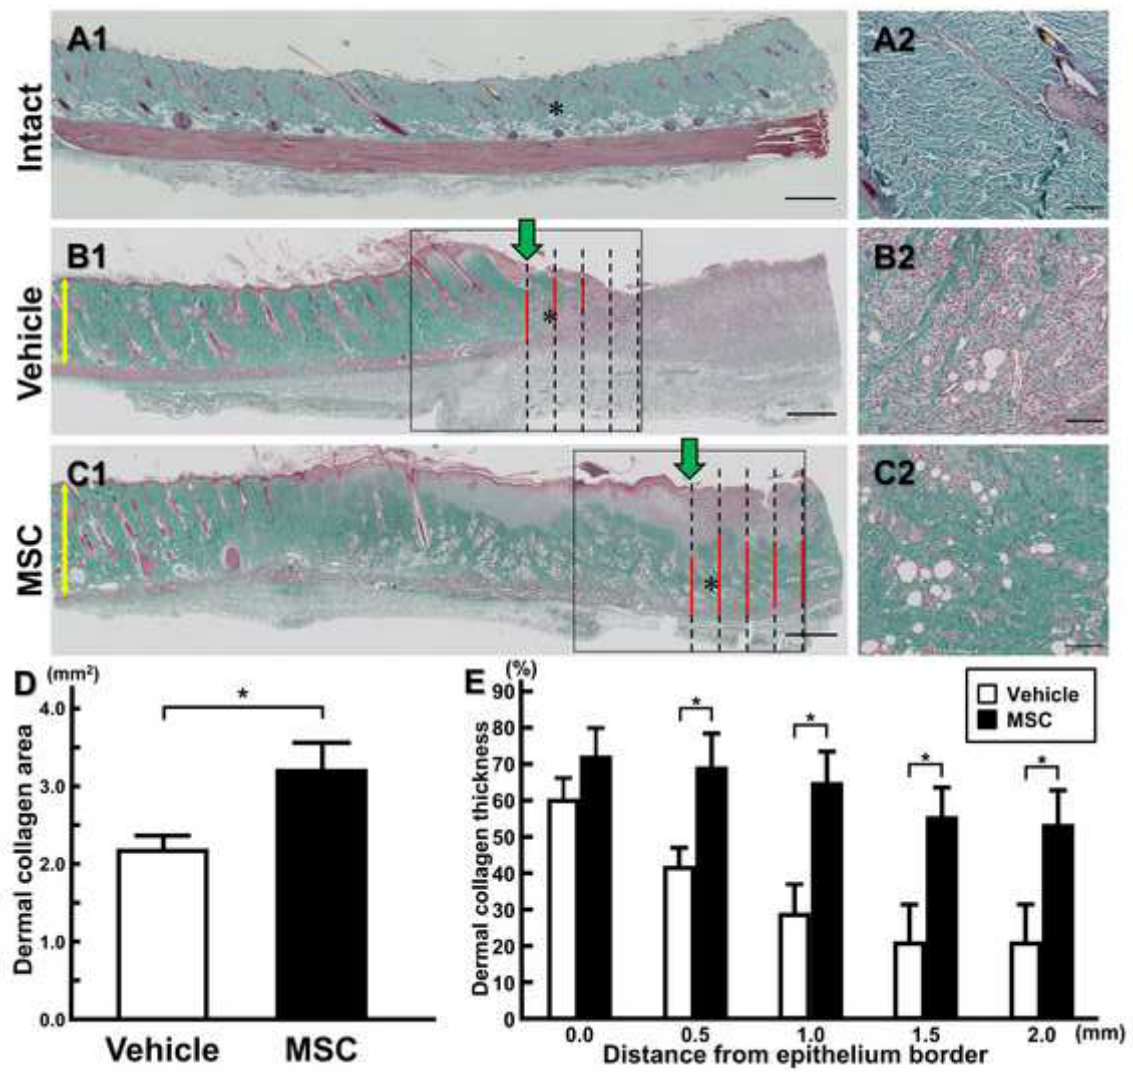 A1
A2
Intact
*
B1
B2
Vehicle
*
C1
C2
MSC
*
D
(mm²)
Dermal collagen area
4.0
3.0
2.0
1.0
0.0
*
Vehicle
MSC
E
(%)
Dermal collagen thickness
90
80
70
60
50
40
30
20
10
0
*
*
*
*
Vehicle
MSC
0.0
0.5
1.0
1.5
2.0
(mm)
Distance from epithelium border